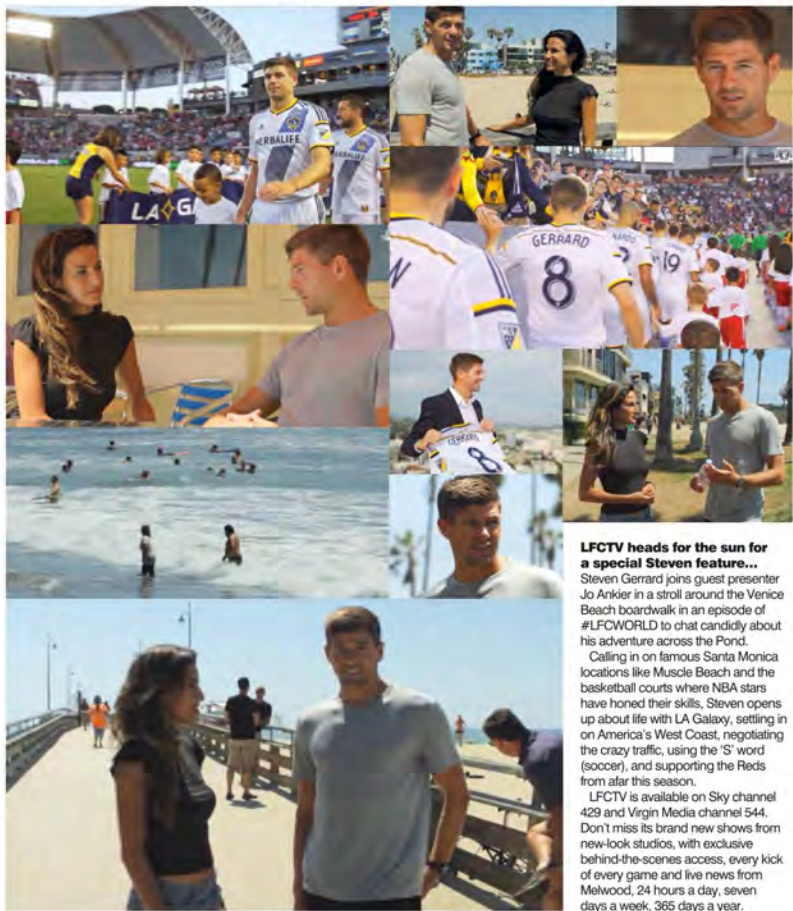 HERBALIFE
HERBALIFE
LA GA
GERRARD
8
19
N
GERRARD
8
LFCTV heads for the sun for
a special Steven feature...
Steven Gerrard joins guest presenter
Jo Ankier in a stroll around the Venice
Beach boardwalk in an episode of
#LFCWORLD to chat candidly about
his adventure across the Pond.
Calling in on famous Santa Monica
locations like Muscle Beach and the
basketball courts where NBA stars
have honed their skills, Steven opens
up about life with LA Galaxy, settling in
on America's West Coast, negotiating
the crazy traffic, using the 'S' word
(soccer), and supporting the Reds
from afar this season.
LFCTV is available on Sky channel
429 and Virgin Media channel 544.
Don't miss its brand new shows from
new-look studios, with exclusive
behind-the-scenes access, every kick
of every game and live news from
Melwood, 24 hours a day, seven
days a week, 365 days a year.